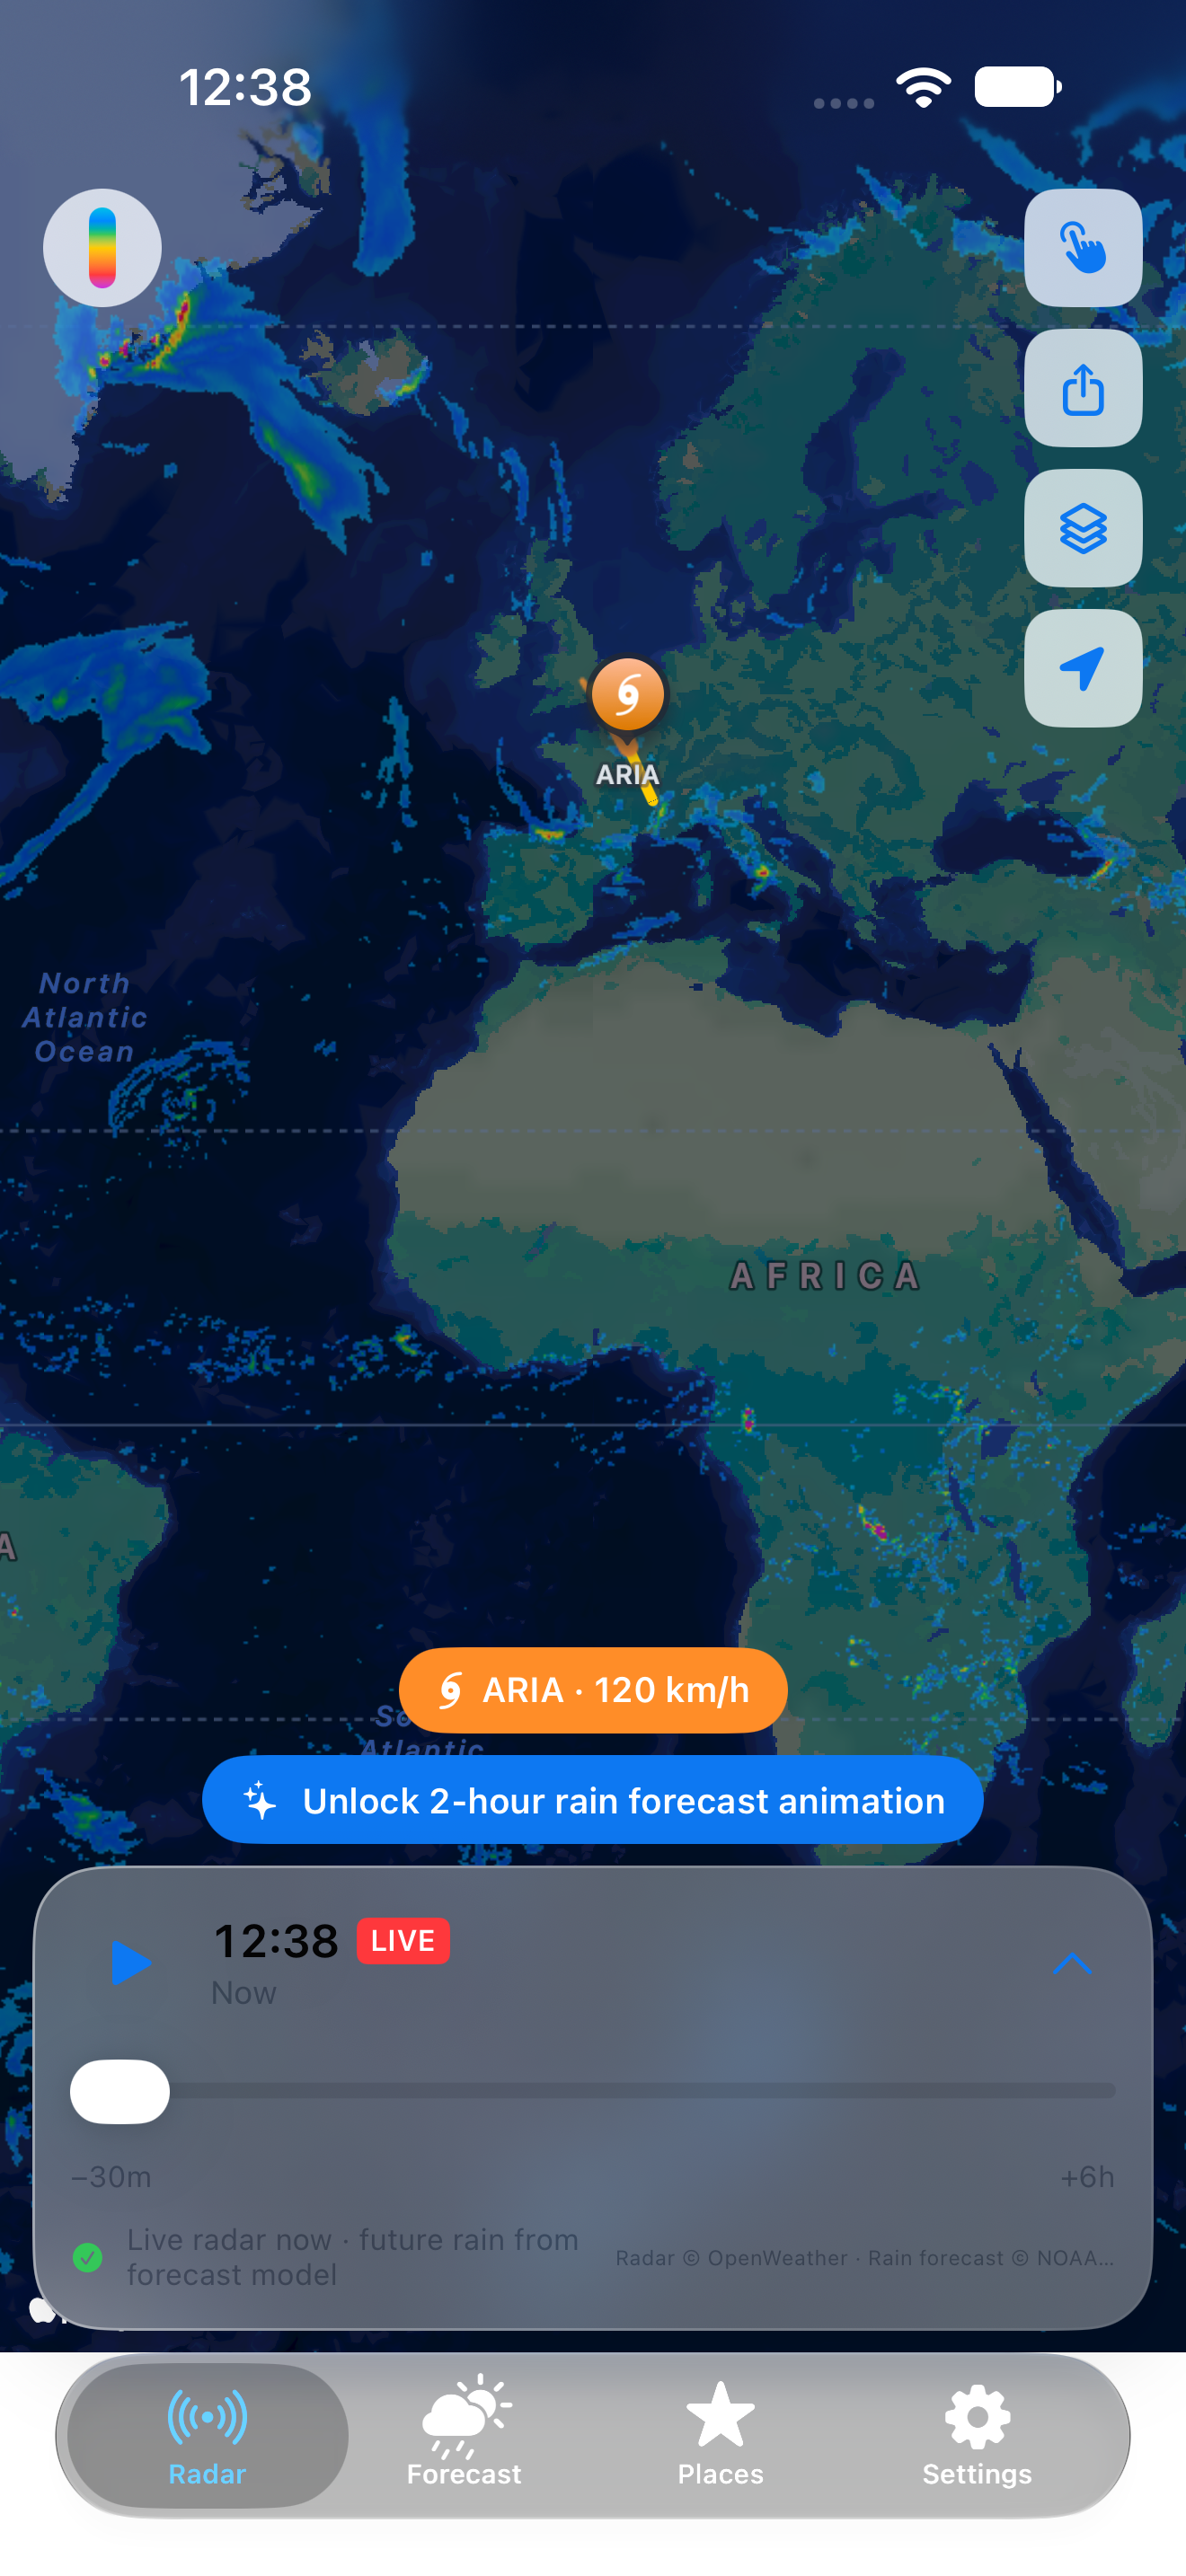 12:38
ARIA
North
Atlantic
Ocean
AFRICA
A
ARIA · 120 km/h
So
Atlantic
Unlock 2-hour rain forecast animation
12:38 LIVE
Now
–30m +6h
Live radar now · future rain from
forecast model
Radar © OpenWeather · Rain forecast © NOAA...
Radar Forecast Places Settings